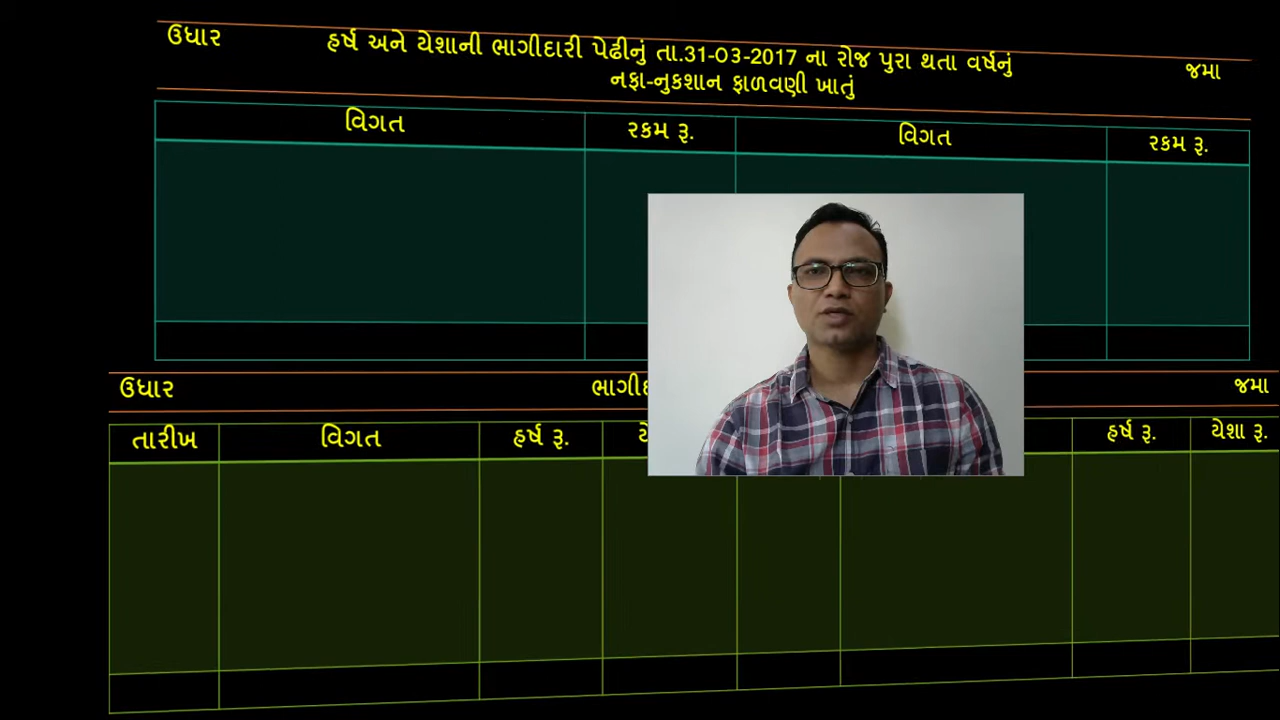 ઉધાર હર્ષ અને યેશાની ભાગીદારી પેઢીનું તા.31-03-2017 ના રોજ પુરા થતા વર્ષનું જમા
નફા-નુકશાન ફાળવણી ખાતું
વિગત રકમ રૂ. વિગત રકમ રૂ.
ઉધાર જમા
તારીખ વિગત હર્ષ રૂ. હર્ષ રૂ. યેશા રૂ.